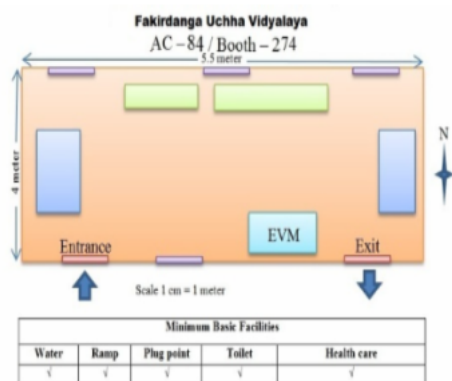 Fakirdanga Uchha Vidyalaya
AC – 84 / Booth – 274
5.5 meter
4 meter
N
EVM
Entrance
Exit
Scale 1 cm = 1 meter
Minimum Basic Facilities
Water Ramp Plug point Toilet Health care
√ √ √ √ √